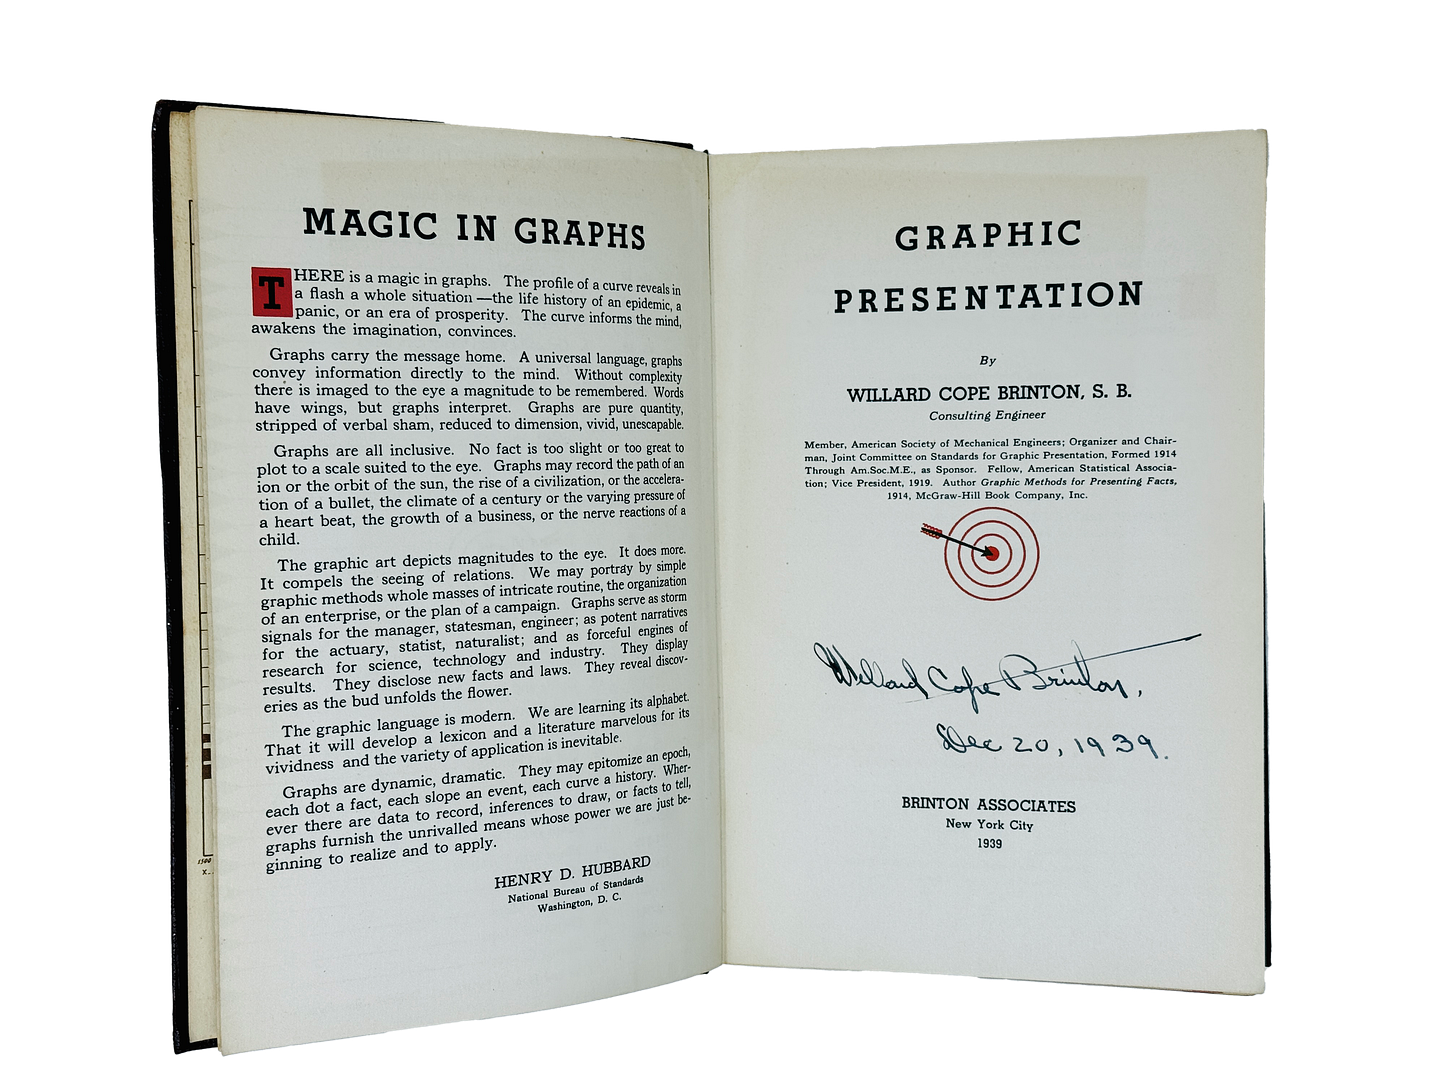 MAGIC IN GRAPHS
THERE is a magic in graphs. The profile of a curve reveals in
a flash a whole situation—the life history of an epidemic, a
panic, or an era of prosperity. The curve informs the mind,
awakens the imagination, convinces.
Graphs carry the message home. A universal language, graphs
convey information directly to the mind. Without complexity
there is imaged to the eye a magnitude to be remembered. Words
have wings, but graphs interpret. Graphs are pure quantity,
stripped of verbal sham, reduced to dimension, vivid, unescapable.
Graphs are all inclusive. No fact is too slight or too great to
plot to a scale suited to the eye. Graphs may record the path of an
ion or the orbit of the sun, the rise of a civilization, or the accelera-
tion of a bullet, the climate of a century or the varying pressure of
a heart beat, the growth of a business, or the nerve reactions of a
child.
The graphic art depicts magnitudes to the eye. It does more.
It compels the seeing of relations. We may portray by simple
graphic methods whole masses of intricate routine, the organization
of an enterprise, or the plan of a campaign. Graphs serve as storm
signals for the manager, statesman, engineer; as potent narratives
for the actuary, statist, naturalist; and as forceful engines of
research for science, technology and industry. They display
results. They disclose new facts and laws. They reveal discov-
eries as the bud unfolds the flower.
The graphic language is modern. We are learning its alphabet.
That it will develop a lexicon and a literature marvelous for its
vividness and the variety of application is inevitable.
Graphs are dynamic, dramatic. They may epitomize an epoch,
each dot a fact, each slope an event, each curve a history. Wher-
ever there are data to record, inferences to draw, or facts to tell,
graphs furnish the unrivalled means whose power we are just be-
ginning to realize and to apply.
HENRY D. HUBBARD
National Bureau of Standards
Washington, D. C.
1500
X
GRAPHIC
PRESENTATION
By
WILLARD COPE BRINTON, S. B.
Consulting Engineer
Member, American Society of Mechanical Engineers; Organizer and Chair-
man, Joint Committee on Standards for Graphic Presentation, Formed 1914
Through Am.Soc.M.E., as Sponsor. Fellow, American Statistical Associa-
tion; Vice President, 1919. Author Graphic Methods for Presenting Facts,
1914, McGraw-Hill Book Company, Inc.
Willard Cope Brinton,
Dec 20, 1939.
BRINTON ASSOCIATES
New York City
1939